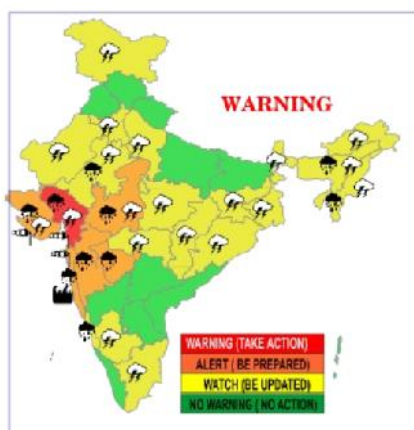 WARNING
WARNING (TAKE ACTION)
ALERT ( BE PREPARED)
WATCH (BE UPDATED)
NO WARNING ( NO ACTION)